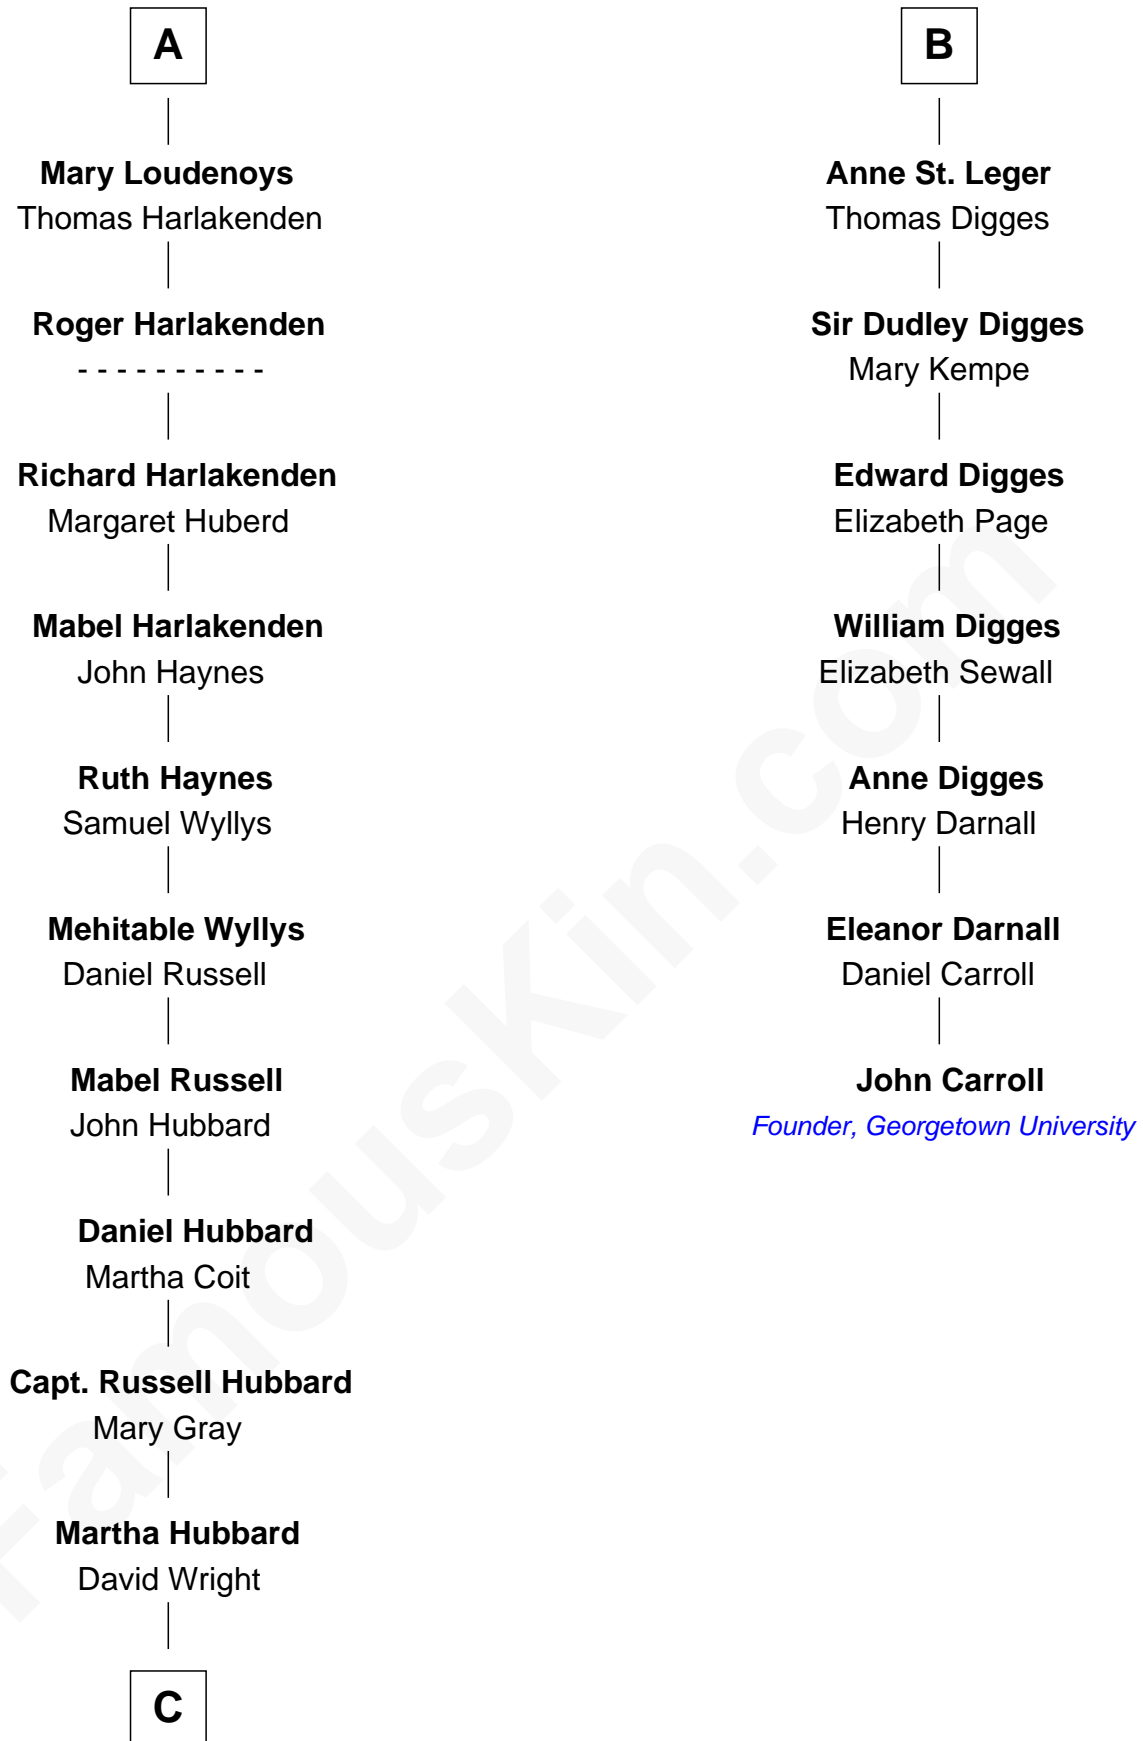 A
Mary Loudenoys
Thomas Harlakenden
Roger Harlakenden
- - - - - - - - - -
Richard Harlakenden
Margaret Huberd
Mabel Harlakenden
John Haynes
Ruth Haynes
Samuel Wyllys
Mehitable Wyllys
Daniel Russell
Mabel Russell
John Hubbard
Daniel Hubbard
Martha Coit
Capt. Russell Hubbard
Mary Gray
Martha Hubbard
David Wright
C
B
Anne St. Leger
Thomas Digges
Sir Dudley Digges
Mary Kempe
Edward Digges
Elizabeth Page
William Digges
Elizabeth Sewall
Anne Digges
Henry Darnall
Eleanor Darnall
Daniel Carroll
John Carroll
Founder, Georgetown University
FamousKin.com